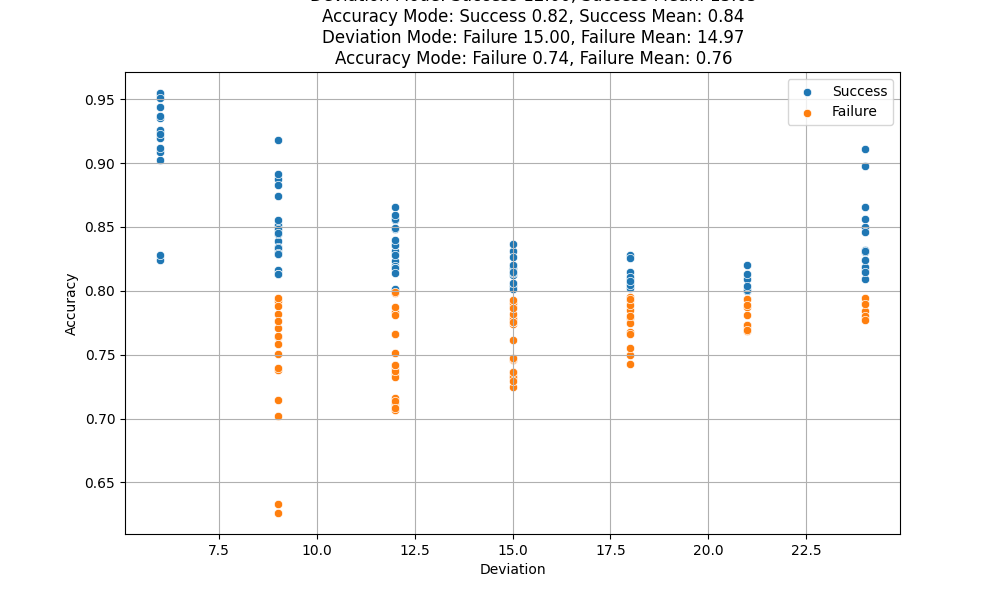 Accuracy Mode: Success 0.82, Success Mean: 0.84
Deviation Mode: Failure 15.00, Failure Mean: 14.97
Accuracy Mode: Failure 0.74, Failure Mean: 0.76
Success
Failure
0.95
0.90
0.85
0.80
0.75
0.70
0.65
Accuracy
7.5
10.0
12.5
15.0
17.5
20.0
22.5
Deviation